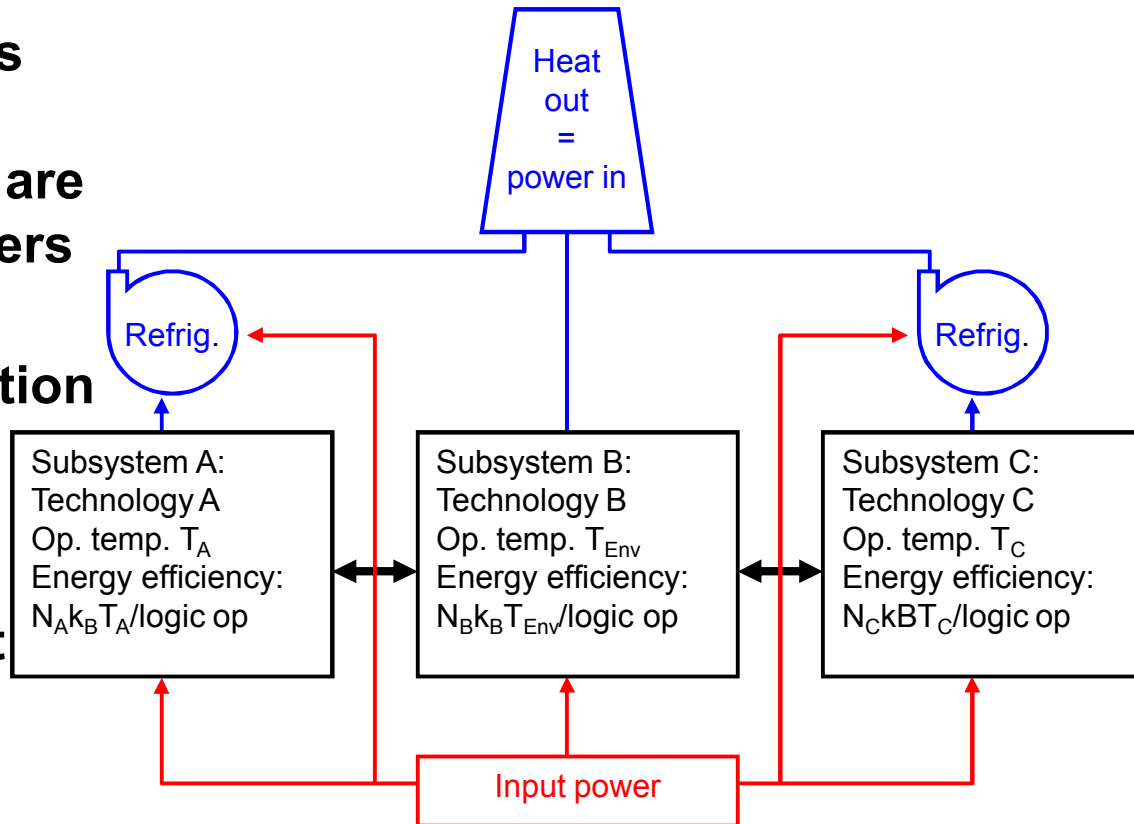 s
are
ers
tion
t
Heat
out
=
power in
Refrig.
Refrig.
Subsystem A:
Technology A
Op. temp. T_A
Energy efficiency:
N_Ak_BT_A/logic op
Subsystem B:
Technology B
Op. temp. T_Env
Energy efficiency:
N_Bk_BT_Env/logic op
Subsystem C:
Technology C
Op. temp. T_C
Energy efficiency:
N_CkBT_C/logic op
Input power